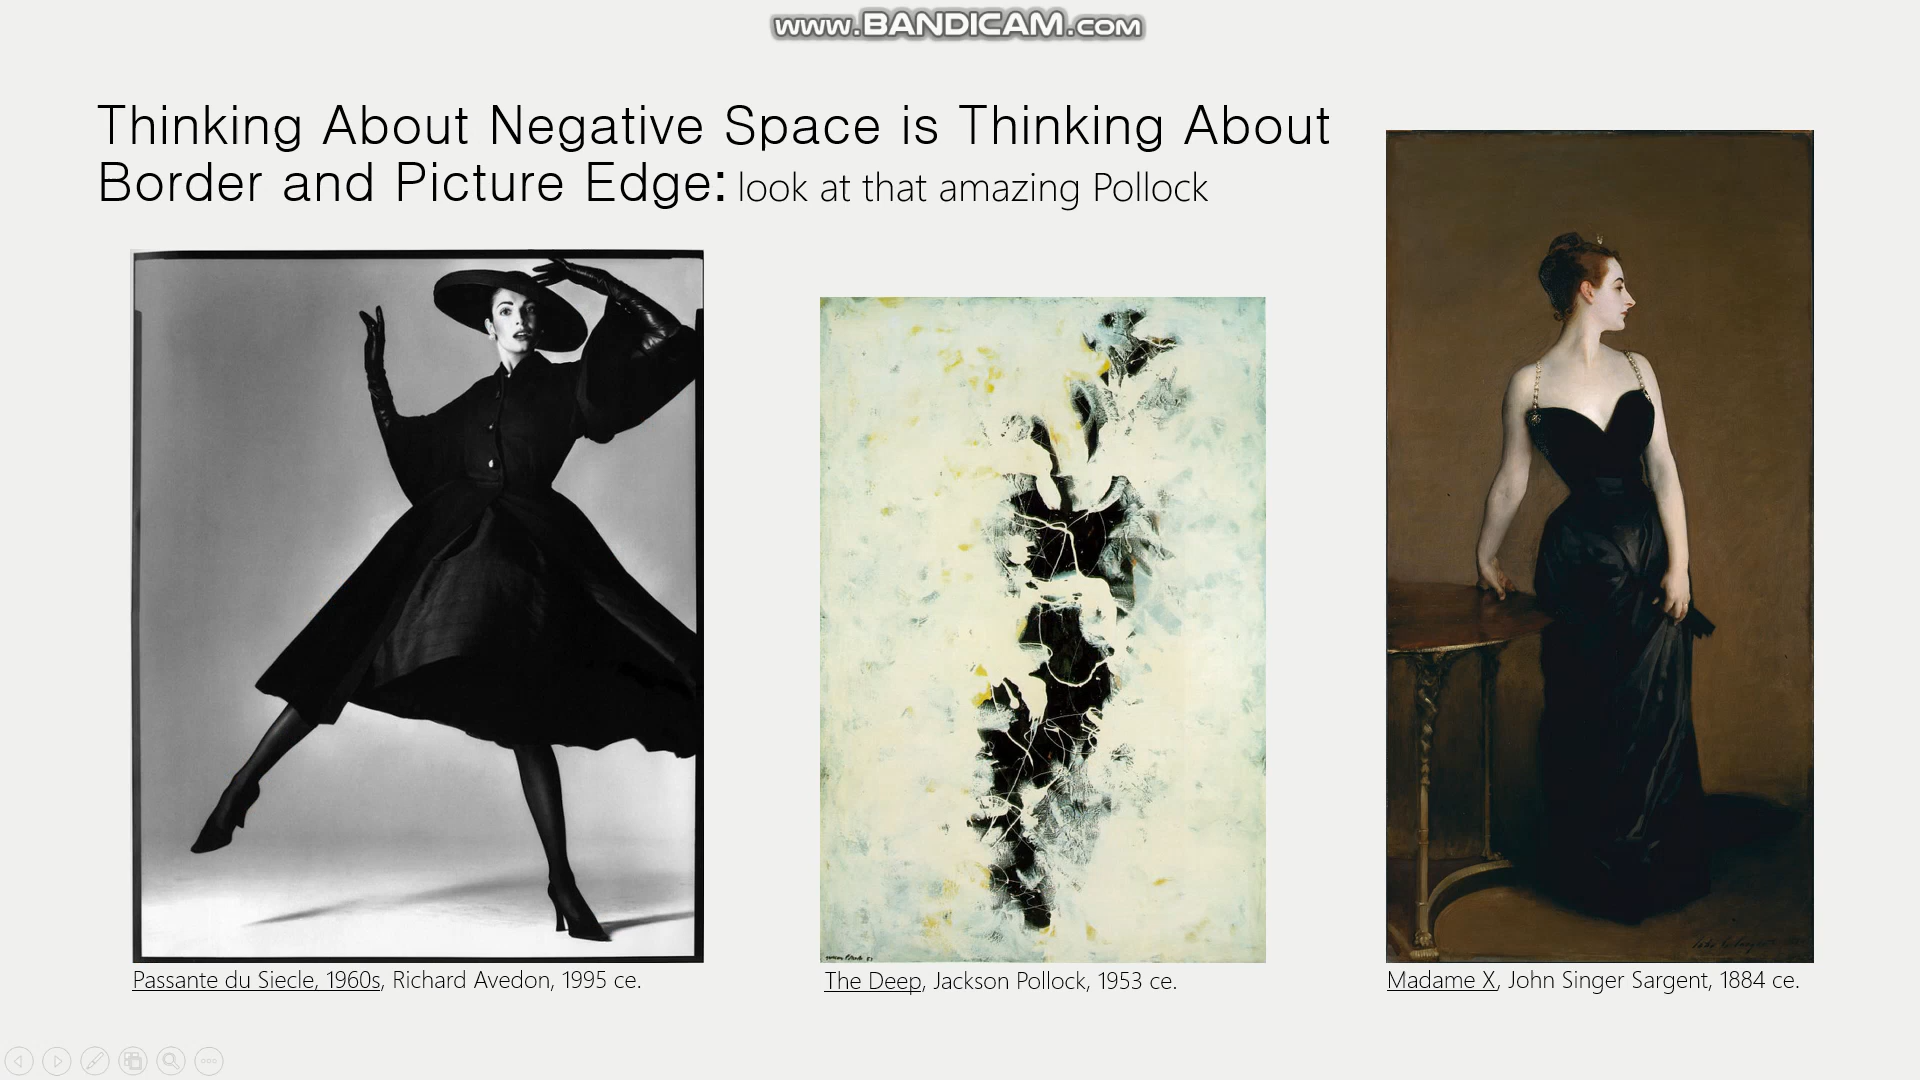 www.BANDICAM.com
Thinking About Negative Space is Thinking About
Border and Picture Edge: look at that amazing Pollock
Passante du Siecle, 1960s, Richard Avedon, 1995 ce.
The Deep, Jackson Pollock, 1953 ce.
Madame X, John Singer Sargent, 1884 ce.